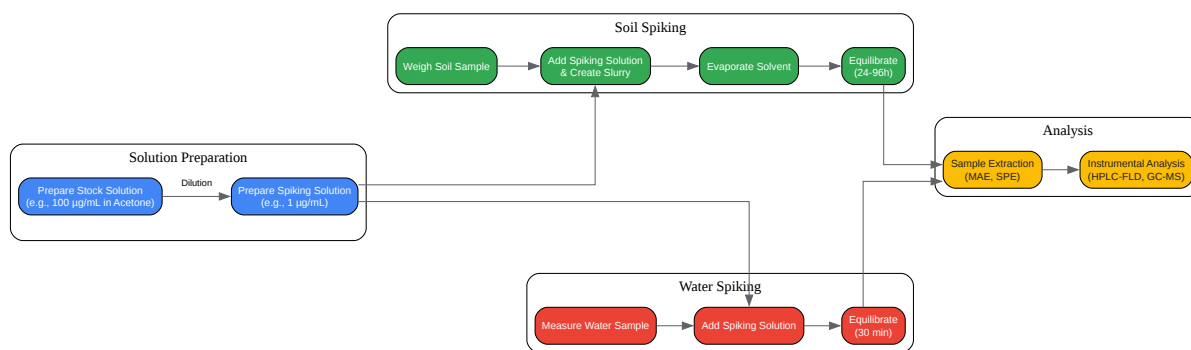 Soil Spiking
Weigh Soil Sample
Add Spiking Solution
& Create Slurry
Evaporate Solvent
Equilibrate
(24-96h)
Solution Preparation
Prepare Stock Solution
(e.g., 100 µg/mL in Acetone)
Dilution
Prepare Spiking Solution
(e.g., 1 µg/mL)
Analysis
Sample Extraction
(MAE, SPE)
Instrumental Analysis
(HPLC-FLD, GC-MS)
Water Spiking
Measure Water Sample
Add Spiking Solution
Equilibrate
(30 min)